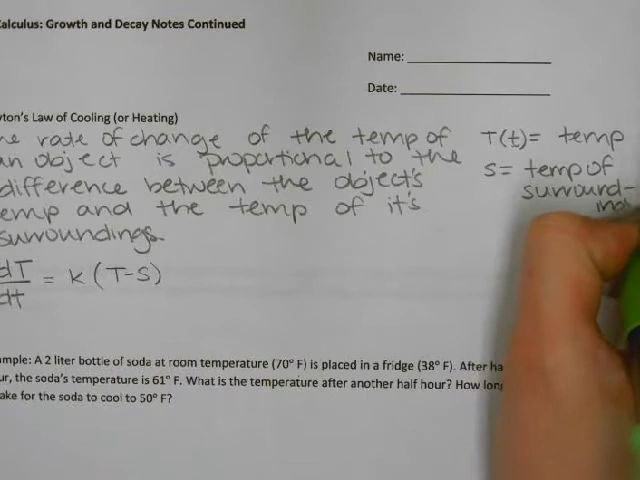 alculus: Growth and Decay Notes Continued
Name:
Date:
ton's Law of Cooling (or Heating)
he rate of change of the temp of
an object is proportional to the
difference between the object's
emp and the temp of it's
surroundings.
T(t)= temp
S= temp of
surround-
dT/dt = k (T-S)
mple: A 2 liter bottle of soda at room temperature (70° F) is placed in a fridge (38° F). After ha
ur, the soda's temperature is 61° F. What is the temperature after another half hour? How long
ake for the soda to cool to 50° F?